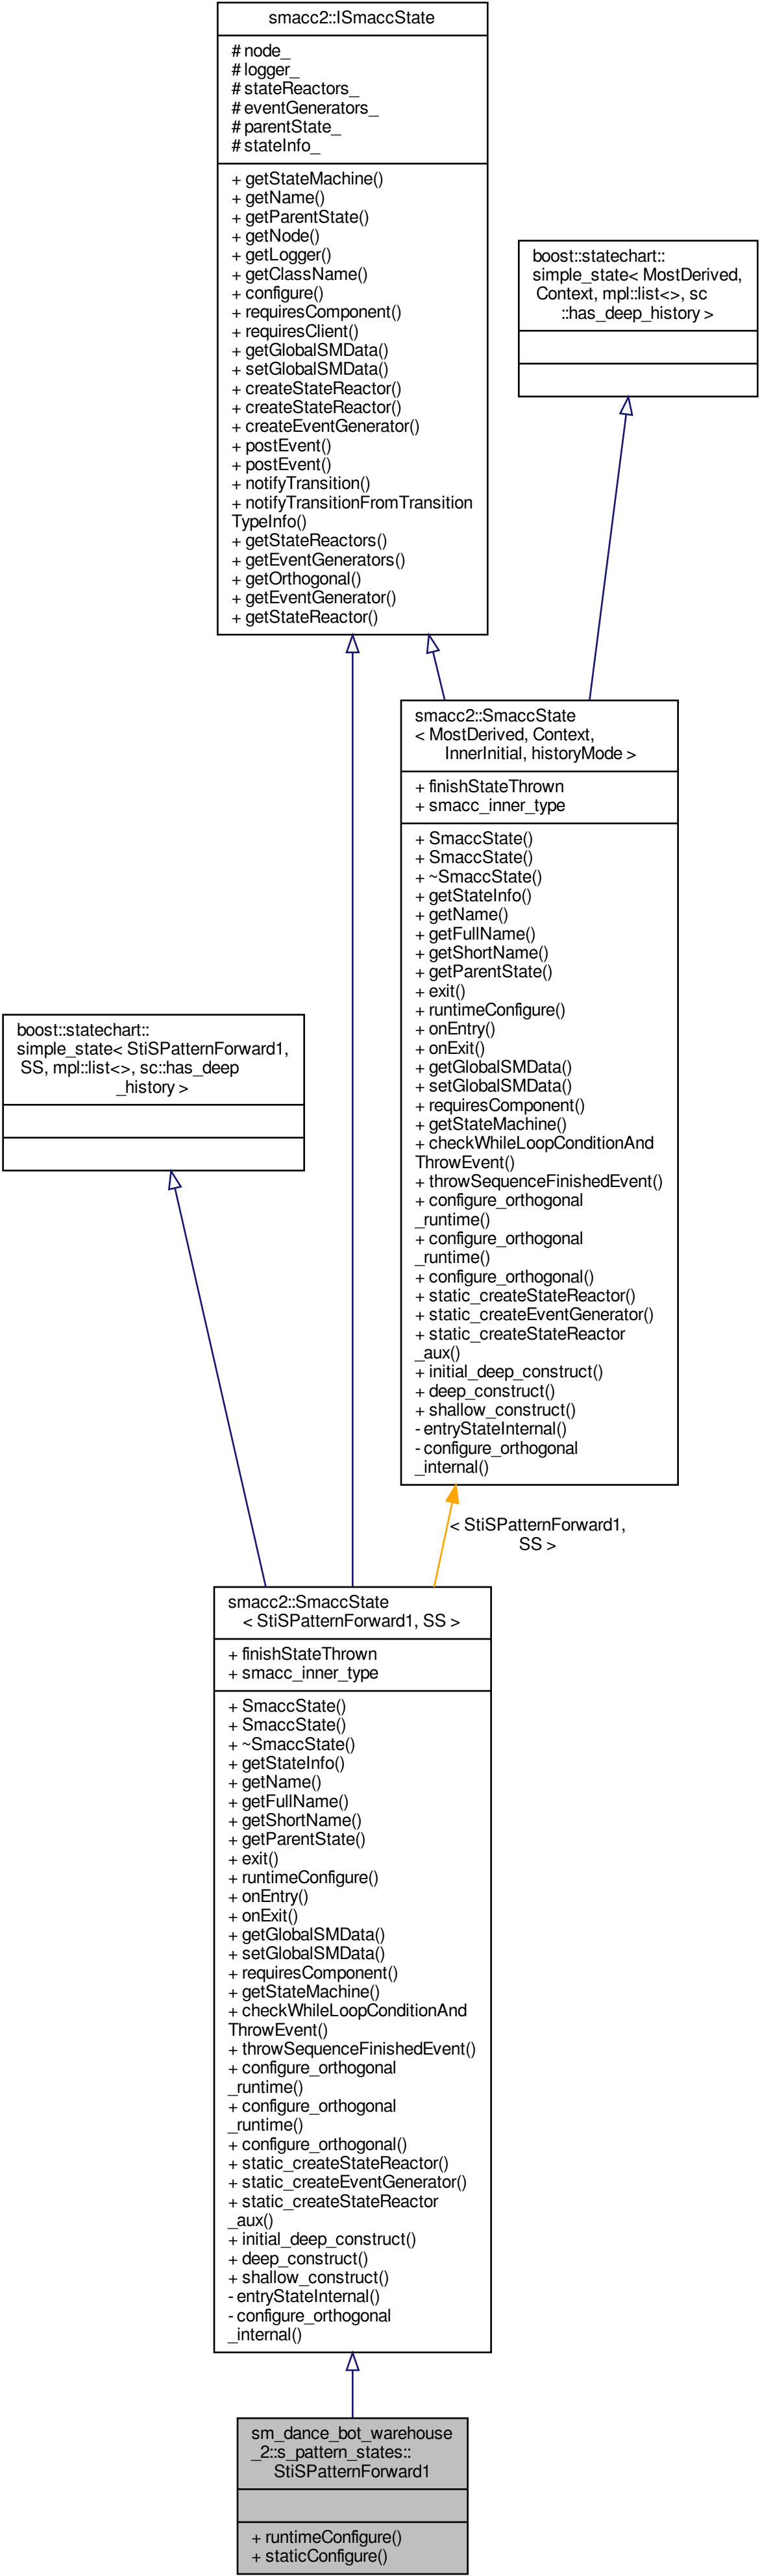 smacc2::ISmaccState
# node_
# logger_
# stateReactors_
# eventGenerators_
# parentState_
# stateInfo_
+ getStateMachine()
+ getName()
+ getParentState()
+ getNode()
+ getLogger()
+ getClassName()
+ configure()
+ requiresComponent()
+ requiresClient()
+ getGlobalSMData()
+ setGlobalSMData()
+ createStateReactor()
+ createStateReactor()
+ createEventGenerator()
+ postEvent()
+ postEvent()
+ notifyTransition()
+ notifyTransitionFromTransition
TypeInfo()
+ getStateReactors()
+ getEventGenerators()
+ getOrthogonal()
+ getEventGenerator()
+ getStateReactor()
boost::statechart::
simple_state< MostDerived,
Context, mpl::list<>, sc
::has_deep_history >
smacc2::SmaccState
< MostDerived, Context,
InnerInitial, historyMode >
+ finishStateThrown
+ smacc_inner_type
+ SmaccState()
+ SmaccState()
+ ~SmaccState()
+ getStateInfo()
+ getName()
+ getFullName()
+ getShortName()
+ getParentState()
+ exit()
+ runtimeConfigure()
+ onEntry()
+ onExit()
+ getGlobalSMData()
+ setGlobalSMData()
+ requiresComponent()
+ getStateMachine()
+ checkWhileLoopConditionAnd
ThrowEvent()
+ throwSequenceFinishedEvent()
+ configure_orthogonal
_runtime()
+ configure_orthogonal
_runtime()
+ configure_orthogonal()
+ static_createStateReactor()
+ static_createEventGenerator()
+ static_createStateReactor
_aux()
+ initial_deep_construct()
+ deep_construct()
+ shallow_construct()
- entryStateInternal()
- configure_orthogonal
_internal()
boost::statechart::
simple_state< StiSPatternForward1,
SS, mpl::list<>, sc::has_deep
_history >
< StiSPatternForward1,
SS >
smacc2::SmaccState
< StiSPatternForward1, SS >
+ finishStateThrown
+ smacc_inner_type
+ SmaccState()
+ SmaccState()
+ ~SmaccState()
+ getStateInfo()
+ getName()
+ getFullName()
+ getShortName()
+ getParentState()
+ exit()
+ runtimeConfigure()
+ onEntry()
+ onExit()
+ getGlobalSMData()
+ setGlobalSMData()
+ requiresComponent()
+ getStateMachine()
+ checkWhileLoopConditionAnd
ThrowEvent()
+ throwSequenceFinishedEvent()
+ configure_orthogonal
_runtime()
+ configure_orthogonal
_runtime()
+ configure_orthogonal()
+ static_createStateReactor()
+ static_createEventGenerator()
+ static_createStateReactor
_aux()
+ initial_deep_construct()
+ deep_construct()
+ shallow_construct()
- entryStateInternal()
- configure_orthogonal
_internal()
sm_dance_bot_warehouse
_2::s_pattern_states::
StiSPatternForward1
+ runtimeConfigure()
+ staticConfigure()